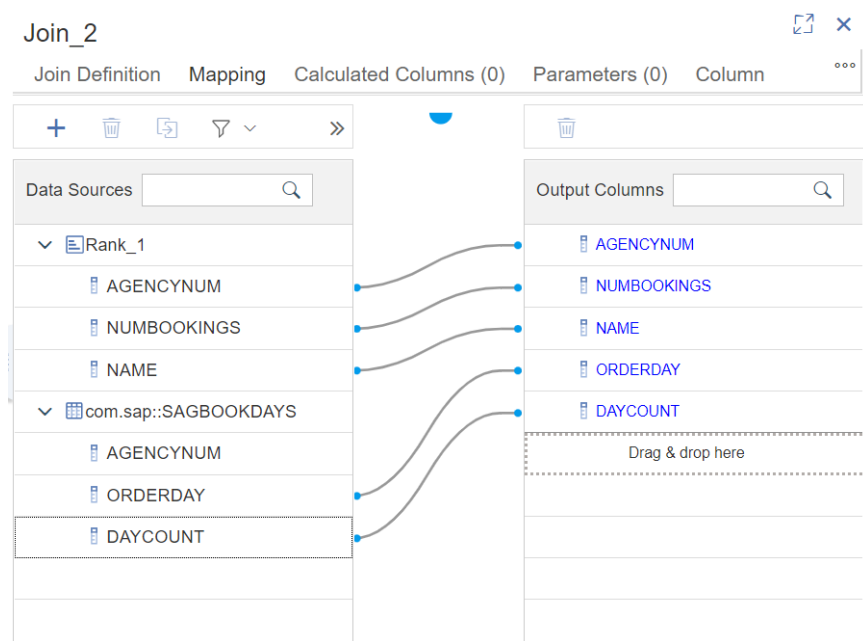 Join_2
Join Definition Mapping Calculated Columns (0) Parameters (0) Column
Data Sources
Rank_1
AGENCYNUM
NUMBOOKINGS
NAME
com.sap::SAGBOOKDAYS
AGENCYNUM
ORDERDAY
DAYCOUNT
Output Columns
AGENCYNUM
NUMBOOKINGS
NAME
ORDERDAY
DAYCOUNT
Drag & drop here